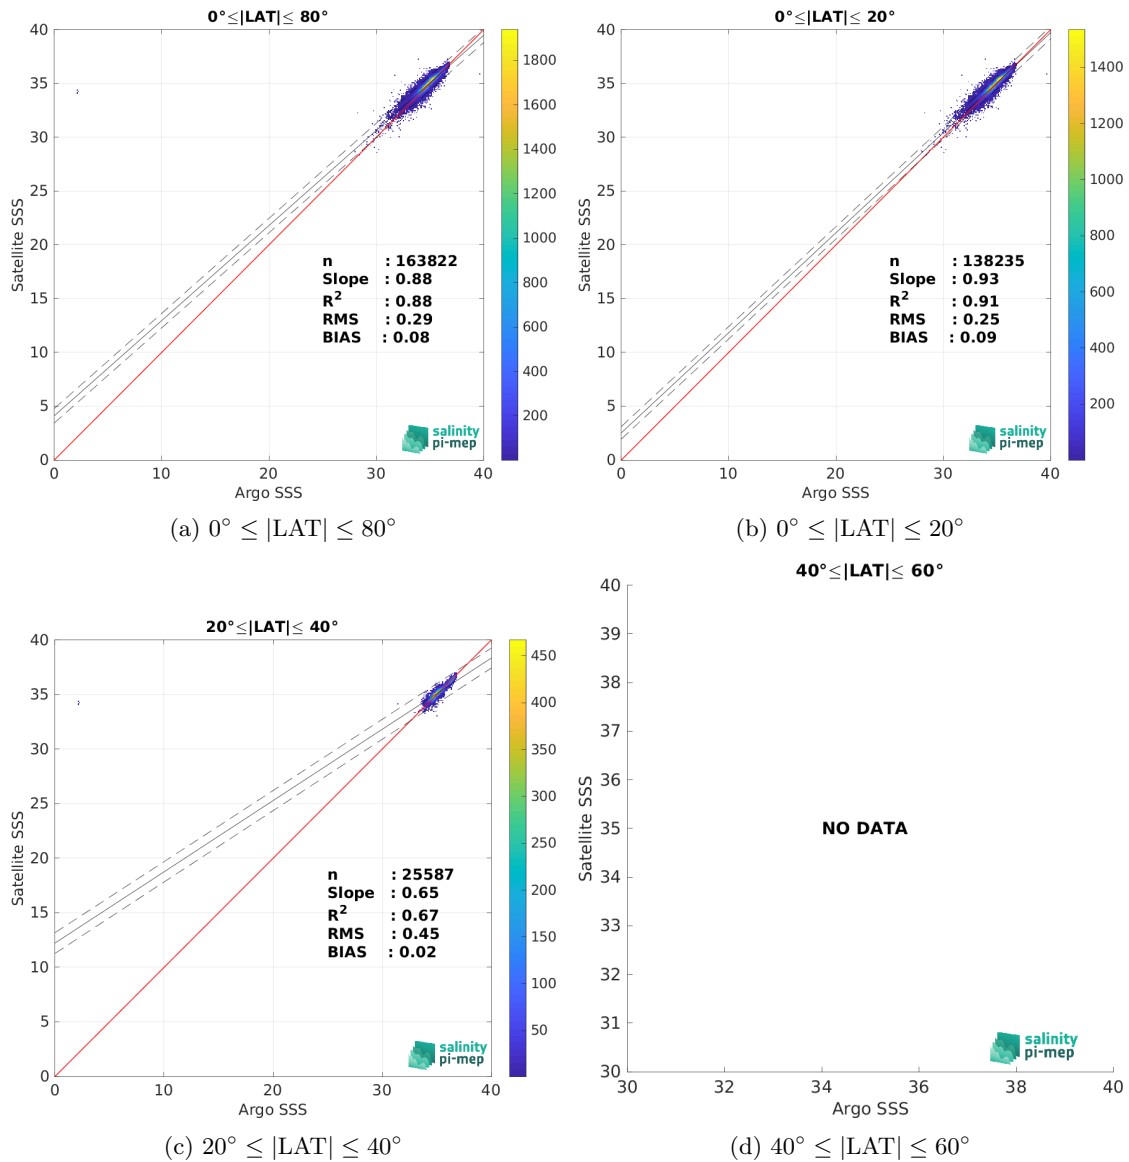 0°≤|LAT|≤ 80°
Satellite SSS
40
35
30
25
20
15
10
5
0
0 10 20 30 40
Argo SSS
n : 163822
Slope : 0.88
R² : 0.88
RMS : 0.29
BIAS : 0.08
salinity
pi-mep
1800
1600
1400
1200
1000
800
600
400
200
(a) 0° ≤ |LAT| ≤ 80°
0°≤|LAT|≤ 20°
Satellite SSS
40
35
30
25
20
15
10
5
0
0 10 20 30 40
Argo SSS
n : 138235
Slope : 0.93
R² : 0.91
RMS : 0.25
BIAS : 0.09
salinity
pi-mep
1400
1200
1000
800
600
400
200
(b) 0° ≤ |LAT| ≤ 20°
20°≤|LAT|≤ 40°
Satellite SSS
40
35
30
25
20
15
10
5
0
0 10 20 30 40
Argo SSS
n : 25587
Slope : 0.65
R² : 0.67
RMS : 0.45
BIAS : 0.02
salinity
pi-mep
450
400
350
300
250
200
150
100
50
(c) 20° ≤ |LAT| ≤ 40°
40°≤|LAT|≤ 60°
Satellite SSS
40
39
38
37
36
35
34
33
32
31
30
NO DATA
salinity
pi-mep
30 32 34 36 38 40
Argo SSS
(d) 40° ≤ |LAT| ≤ 60°